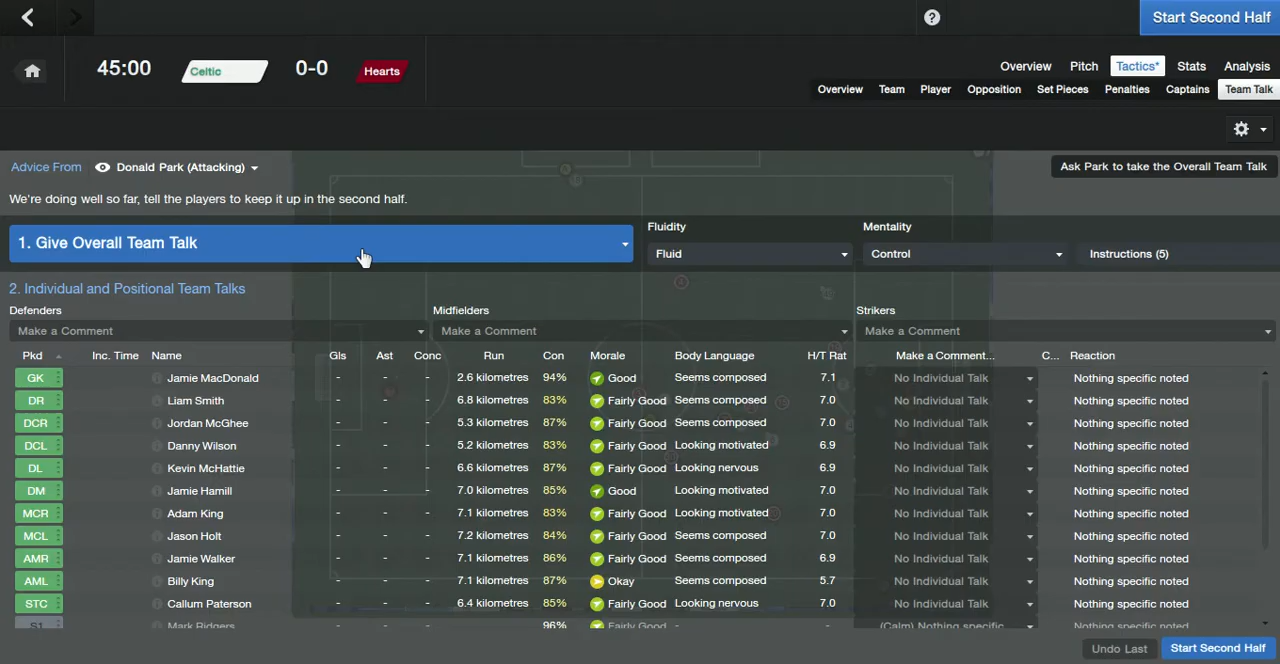 Start Second Half
45:00 Celtic 0-0 Hearts
Overview Pitch Tactics* Stats Analysis
Overview Team Player Opposition Set Pieces Penalties Captains Team Talk
Advice From Donald Park (Attacking) Ask Park to take the Overall Team Talk
We're doing well so far, tell the players to keep it up in the second half.
Fluidity Mentality
1. Give Overall Team Talk Fluid Control Instructions (5)
2. Individual and Positional Team Talks
Defenders Midfielders Strikers
Make a Comment Make a Comment Make a Comment
Pkd Inc. Time Name Gls Ast Conc Run Con Morale Body Language H/T Rat Make a Comment... C... Reaction
GK Jamie MacDonald - - - 2.6 kilometres 94% Good Seems composed 7.1 No Individual Talk Nothing specific noted
DR Liam Smith - - - 6.8 kilometres 83% Fairly Good Seems composed 7.0 No Individual Talk Nothing specific noted
DCR Jordan McGhee - - - 5.3 kilometres 87% Fairly Good Seems composed 7.0 No Individual Talk Nothing specific noted
DCL Danny Wilson - - - 5.2 kilometres 83% Fairly Good Looking motivated 6.9 No Individual Talk Nothing specific noted
DL Kevin McHattie - - - 6.6 kilometres 87% Fairly Good Looking nervous 6.9 No Individual Talk Nothing specific noted
DM Jamie Hamill - - - 7.0 kilometres 85% Good Looking motivated 7.0 No Individual Talk Nothing specific noted
MCR Adam King - - - 7.1 kilometres 83% Fairly Good Looking motivated 7.0 No Individual Talk Nothing specific noted
MCL Jason Holt - - - 7.2 kilometres 84% Fairly Good Seems composed 7.0 No Individual Talk Nothing specific noted
AMR Jamie Walker - - - 7.1 kilometres 86% Fairly Good Seems composed 6.9 No Individual Talk Nothing specific noted
AML Billy King - - - 7.1 kilometres 87% Okay Seems composed 5.7 No Individual Talk Nothing specific noted
STC Callum Paterson - - - 6.4 kilometres 85% Fairly Good Looking nervous 7.0 No Individual Talk Nothing specific noted
S1 Mark Ridgers 96% Fairly Good - - (Calm) Nothing specific Nothing specific noted
Undo Last Start Second Half